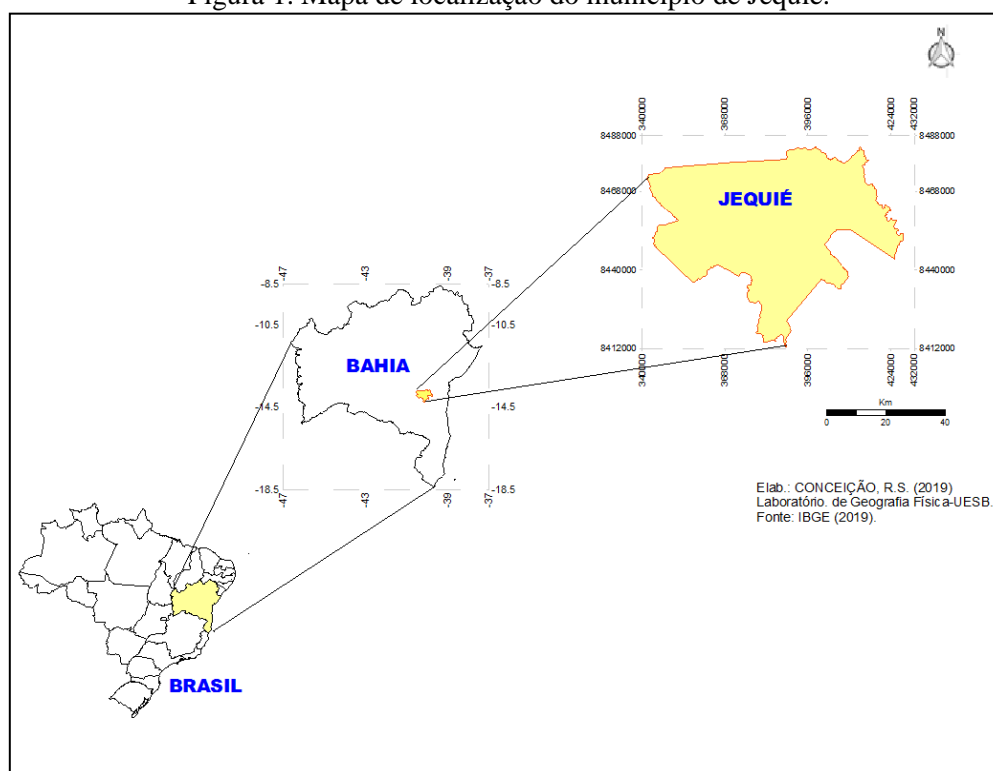 Figura 1. Mapa de localização do município de Jequié.
N
340000 368000 396000 424000 432000
8488000 8488000
8468000 8468000
JEQUIÉ
8440000 8440000
8412000 8412000
340000 368000 396000 424000 432000
Km
0 20 40
-47 -43 -39 -37
-8.5 -8.5
-10.5 -10.5
BAHIA
-14.5 -14.5
-18.5 -18.5
-47 -43 -39 -37
Elab.: CONCEIÇÃO, R.S. (2019)
Laboratório. de Geografia Física-UESB.
Fonte: IBGE (2019).
BRASIL